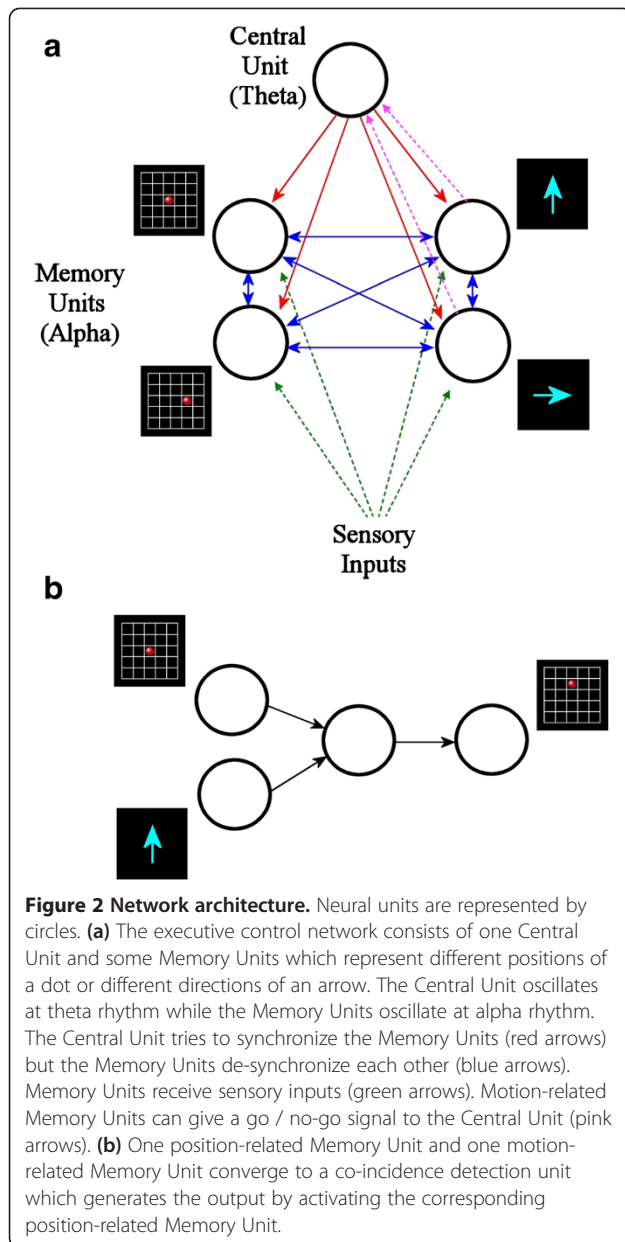 a
Central
Unit
(Theta)
Memory
Units
(Alpha)
Sensory
Inputs
b
Figure 2 Network architecture. Neural units are represented by
circles. (a) The executive control network consists of one Central
Unit and some Memory Units which represent different positions of
a dot or different directions of an arrow. The Central Unit oscillates
at theta rhythm while the Memory Units oscillate at alpha rhythm.
The Central Unit tries to synchronize the Memory Units (red arrows)
but the Memory Units de-synchronize each other (blue arrows).
Memory Units receive sensory inputs (green arrows). Motion-related
Memory Units can give a go / no-go signal to the Central Unit (pink
arrows). (b) One position-related Memory Unit and one motion-
related Memory Unit converge to a co-incidence detection unit
which generates the output by activating the corresponding
position-related Memory Unit.